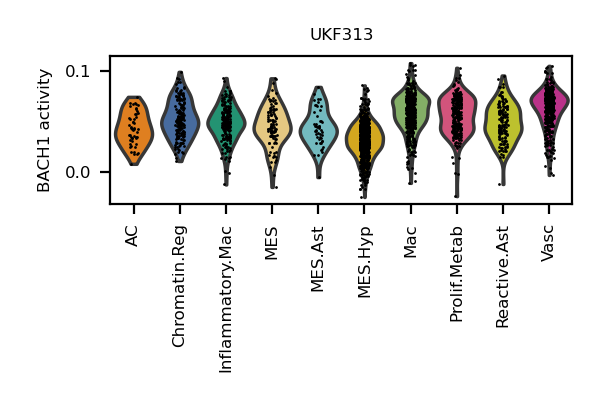 UKF313
BACH1 activity
0.1
0.0
AC
Chromatin.Reg
Inflammatory.Mac
MES
MES.Ast
MES.Hyp
Mac
Prolif.Metab
Reactive.Ast
Vasc